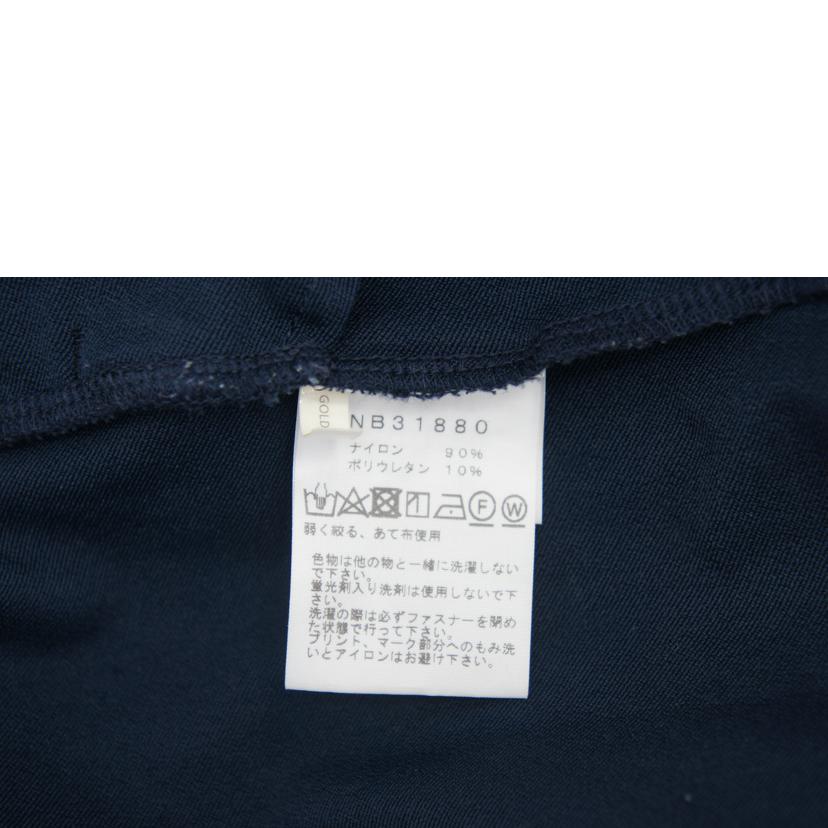 GOLD
NB31880
ナイロン 90%
ポリウレタン 10%
F W
弱く絞る、あて布使用
色物は他の物と一緒に洗濯しない
で下さい。
蛍光剤入り洗剤は使用しないで下
さい。
洗濯の際は必ずファスナーを閉め
た状態で行って下さい。
プリント、マーク部分へのもみ洗
いとアイロンはお避け下さい。